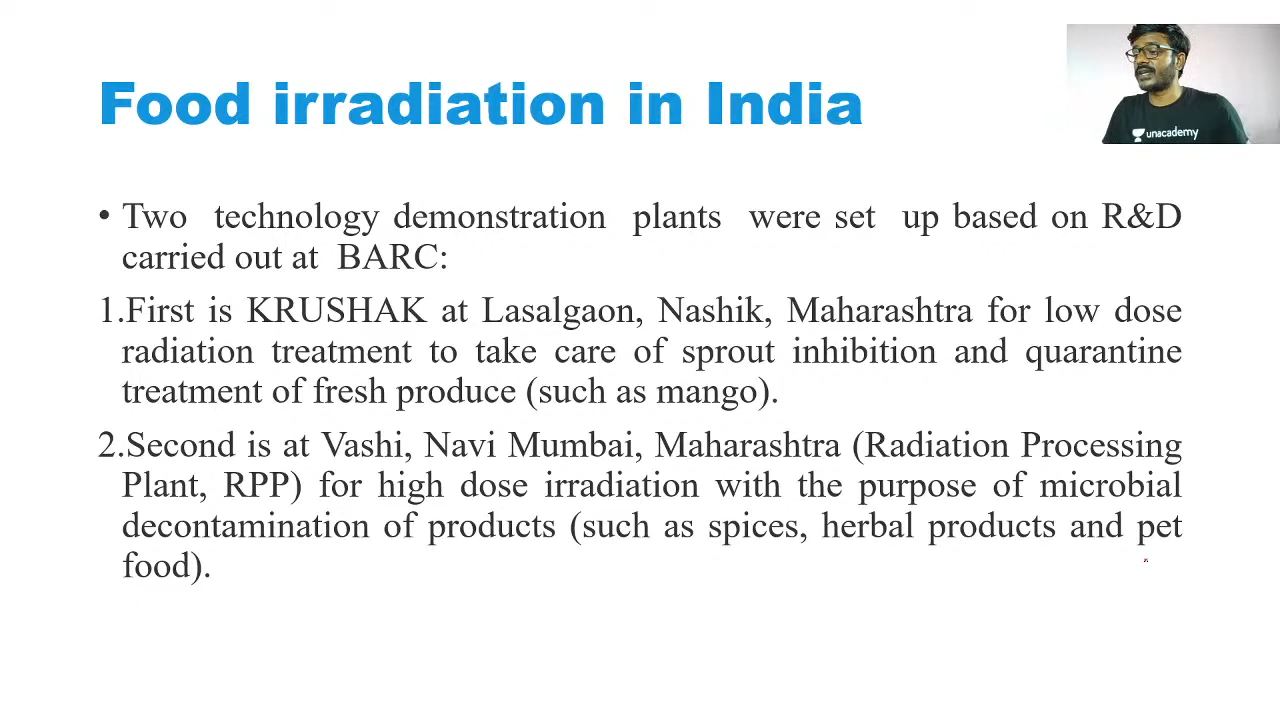 Food irradiation in India
unacademy
• Two technology demonstration plants were set up based on R&D
carried out at BARC:
1.First is KRUSHAK at Lasalgaon, Nashik, Maharashtra for low dose
radiation treatment to take care of sprout inhibition and quarantine
treatment of fresh produce (such as mango).
2.Second is at Vashi, Navi Mumbai, Maharashtra (Radiation Processing
Plant, RPP) for high dose irradiation with the purpose of microbial
decontamination of products (such as spices, herbal products and pet
food).